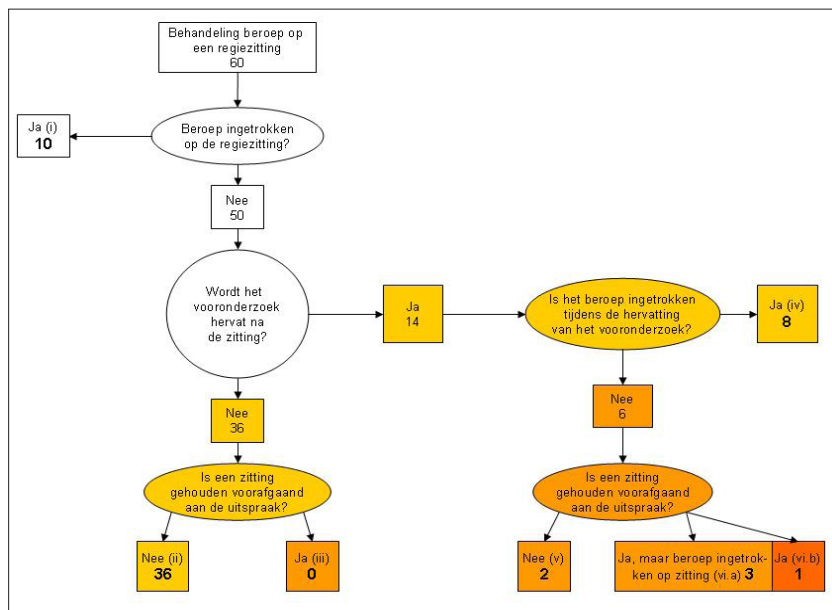 Behandeling beroep op
een regiezitting
60
Ja (i)
10
Beroep ingetrokken
op de regiezitting?
Nee
50
Wordt het
vooronderzoek
hervat na
de zitting?
Ja
14
Is het beroep ingetrokken
tijdens de hervatting
van het vooronderzoek?
Ja (iv)
8
Nee
36
Nee
6
Is een zitting
gehouden voorafgaand
aan de uitspraak?
Is een zitting
gehouden voorafgaand
aan de uitspraak?
Nee (ii)
36
Ja (iii)
0
Nee (v)
2
Ja, maar beroep ingetrok-
ken op zitting (vi.a) 3
Ja (vi.b)
1